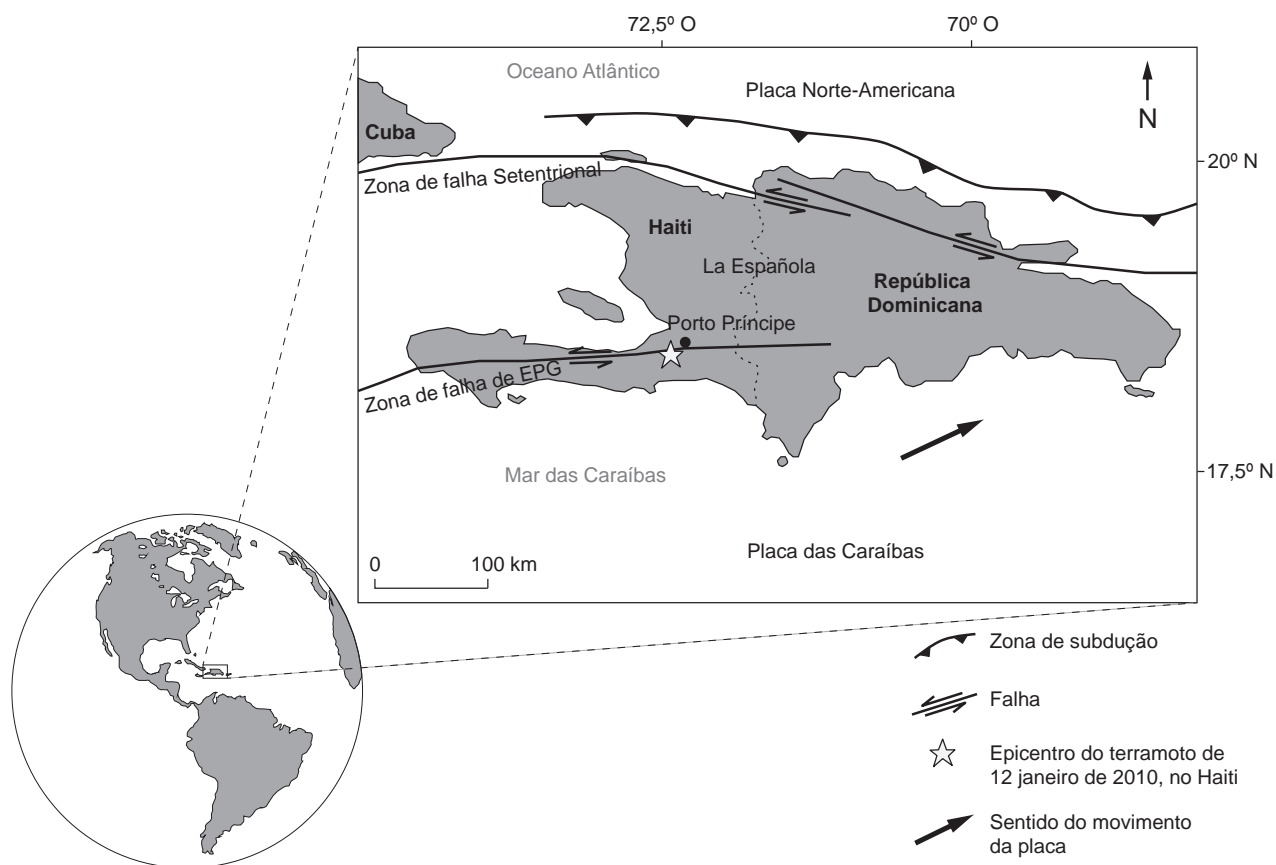 72,5º O
70º O
Oceano Atlântico
Placa Norte-Americana
N
Cuba
20º N
Zona de falha Setentrional
Haiti
La Española
República
Dominicana
Porto Príncipe
Zona de falha de EPG
Mar das Caraíbas
17,5º N
Placa das Caraíbas
0
100 km
Zona de subdução
Falha
Epicentro do terramoto de
12 janeiro de 2010, no Haiti
Sentido do movimento
da placa